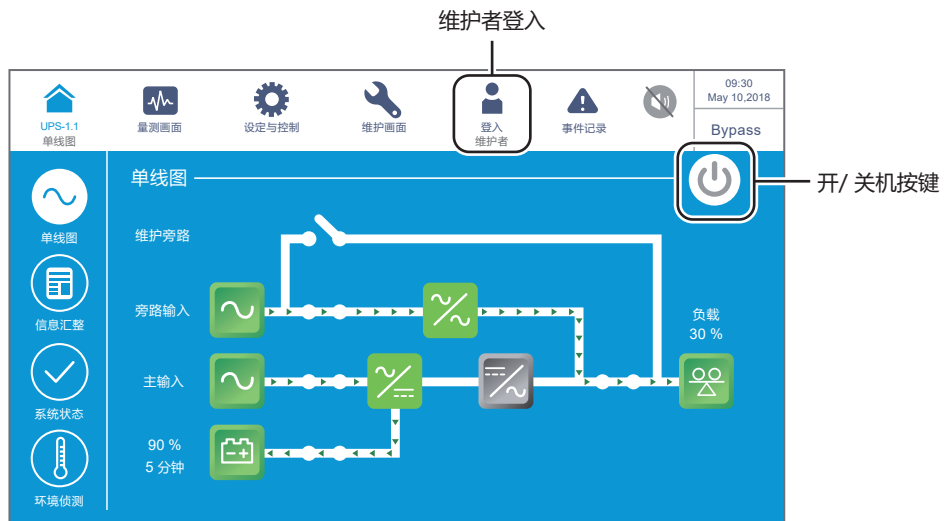 维护者登入
UPS-1.1
单线图
量测画面
设定与控制
维护画面
登入
维护者
事件记录
09:30
May 10,2018
Bypass
开/ 关机按键
单线图
单线图
信息汇整
系统状态
环境侦测
维护旁路
旁路输入
主输入
90 %
5 分钟
负载
30 %